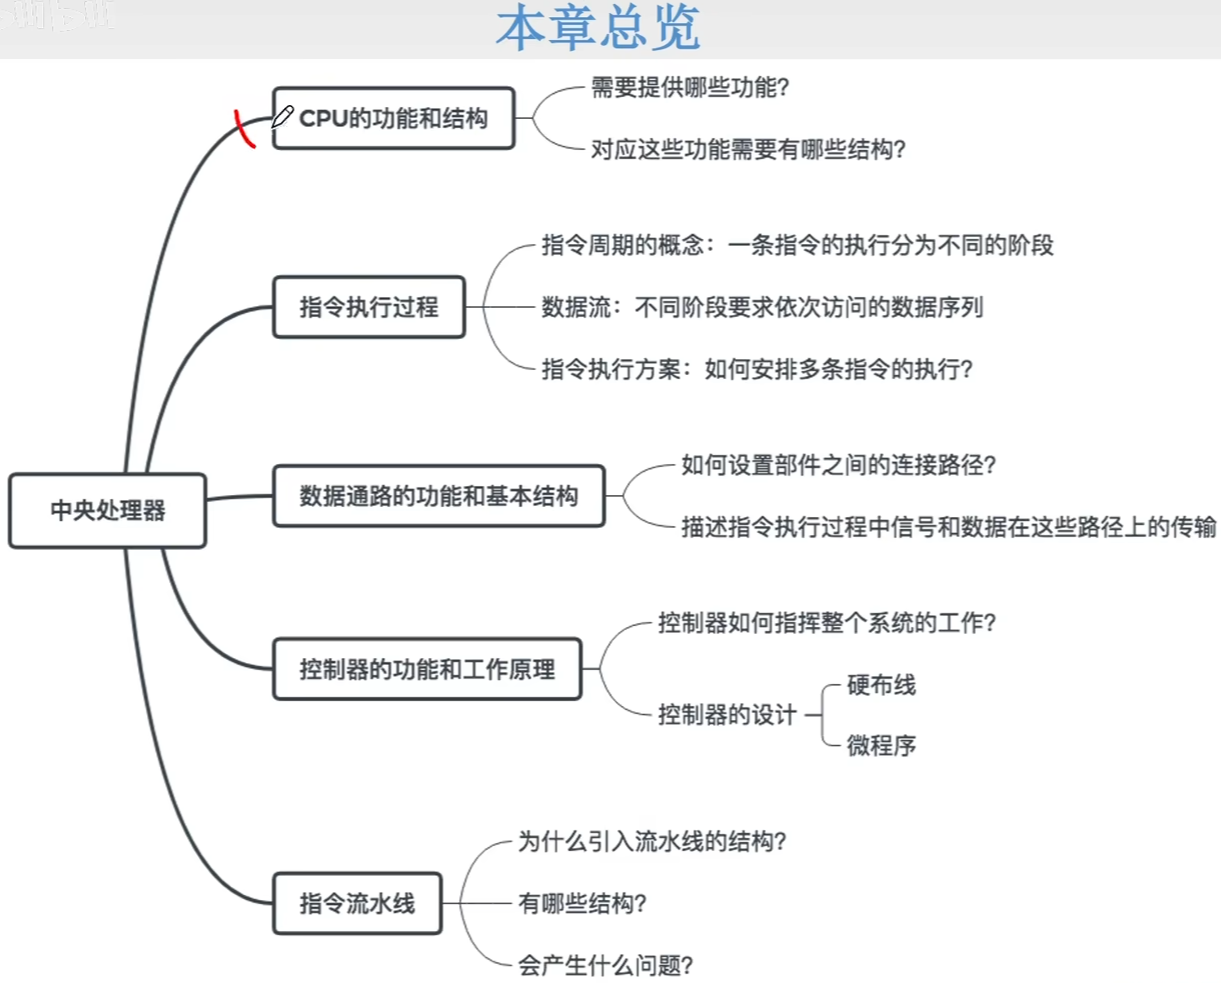 本章总览
CPU的功能和结构
需要提供哪些功能?
对应这些功能需要有哪些结构?
指令执行过程
指令周期的概念：一条指令的执行分为不同的阶段
数据流：不同阶段要求依次访问的数据序列
指令执行方案：如何安排多条指令的执行?
中央处理器
数据通路的功能和基本结构
如何设置部件之间的连接路径?
描述指令执行过程中信号和数据在这些路径上的传输
控制器的功能和工作原理
控制器如何指挥整个系统的工作?
控制器的设计
硬布线
微程序
指令流水线
为什么引入流水线的结构?
有哪些结构?
会产生什么问题?